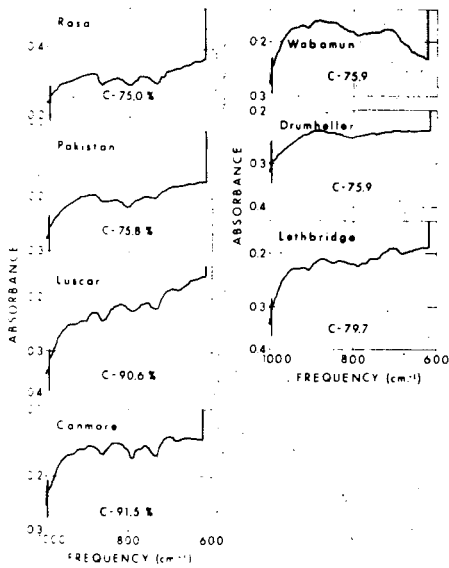 Rasa
0.4
C-75.0 %
Pakistan
C-75.8 %
Luscar
0.3
C-90.6 %
0.4
Canmore
0.2
C-91.5 %
0.3
800
600
FREQUENCY (cm⁻¹)
ABSORBANCE
0.2
Wabamun
C-75.9
0.3
0.2
Drumheller
0.3
C-75.9
0.4
Lethbridge
0.2
0.3
C-79.7
0.4
1000
800
600
FREQUENCY (cm⁻¹)
ABSORBANCE